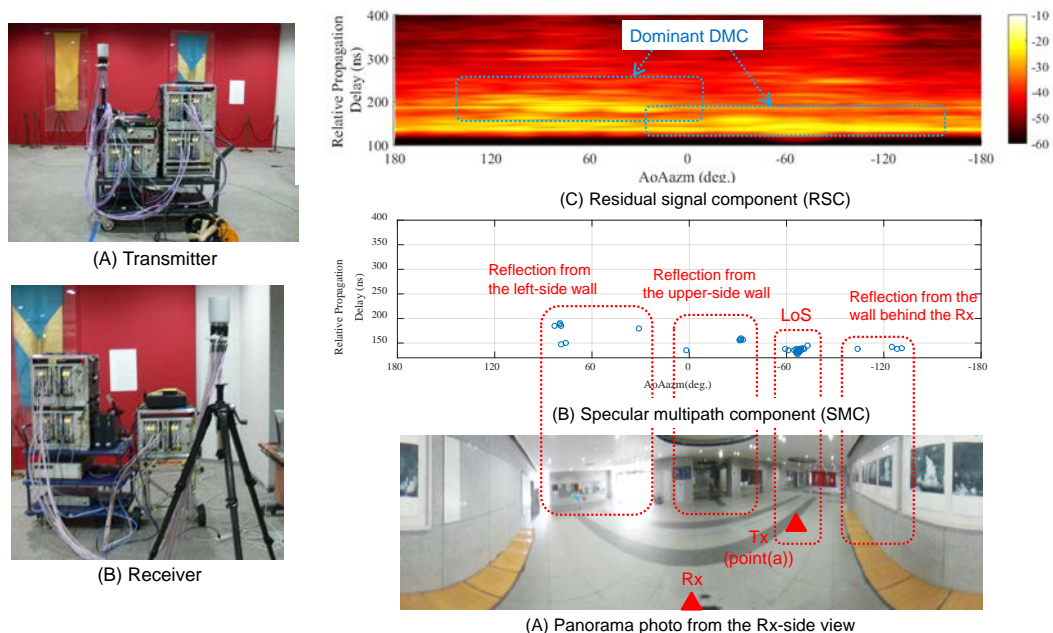 (A) Transmitter
(B) Receiver
Relative Propagation
Delay (ns)
400
300
200
100
Dominant DMC
180
120
60
0
-60
-120
-180
AoAazm (deg.)
-10
-20
-30
-40
-50
-60
(C) Residual signal component (RSC)
Relative Propagation
Delay (ns)
400
350
300
250
200
150
Reflection from
the left-side wall
Reflection from
the upper-side wall
LoS
Reflection from the
wall behind the Rx
180
120
60
0
-60
-120
-180
AoAazm(deg.)
(B) Specular multipath component (SMC)
Tx
(point(a))
Rx
(A) Panorama photo from the Rx-side view